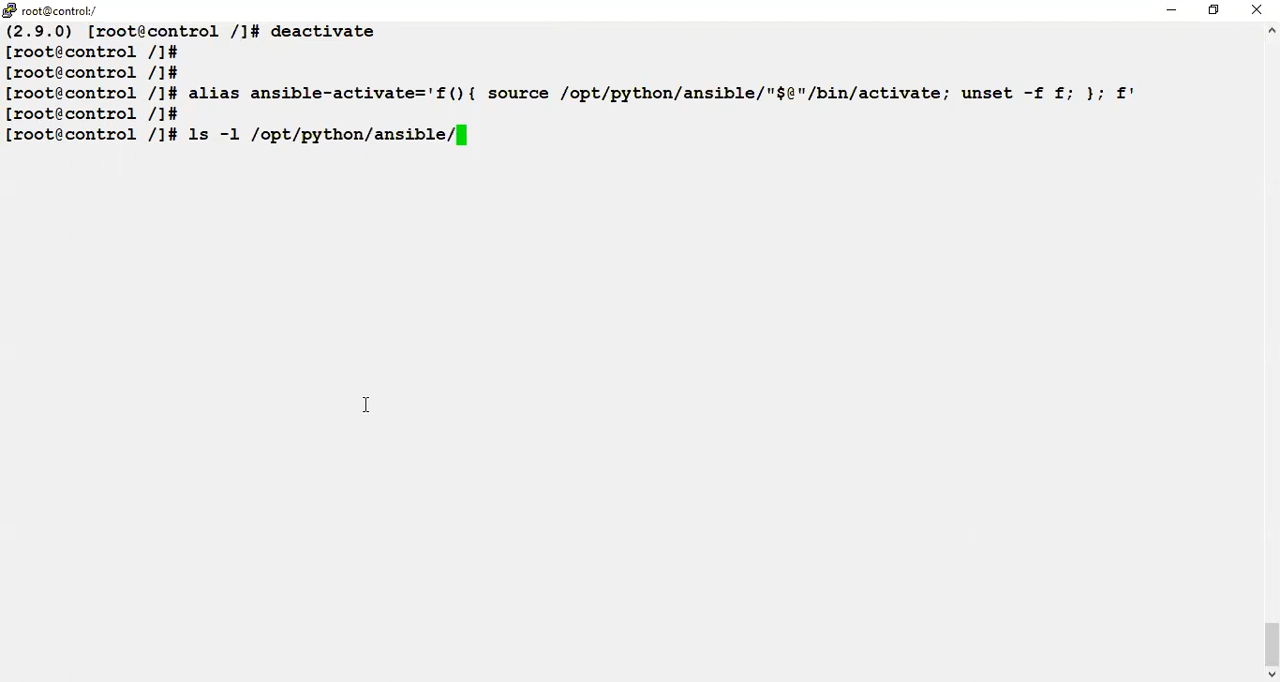 root@control:/
(2.9.0) [root@control /]# deactivate
[root@control /]#
[root@control /]#
[root@control /]# alias ansible-activate='f(){ source /opt/python/ansible/"$@"/bin/activate; unset -f f; }; f'
[root@control /]#
[root@control /]# ls -l /opt/python/ansible/